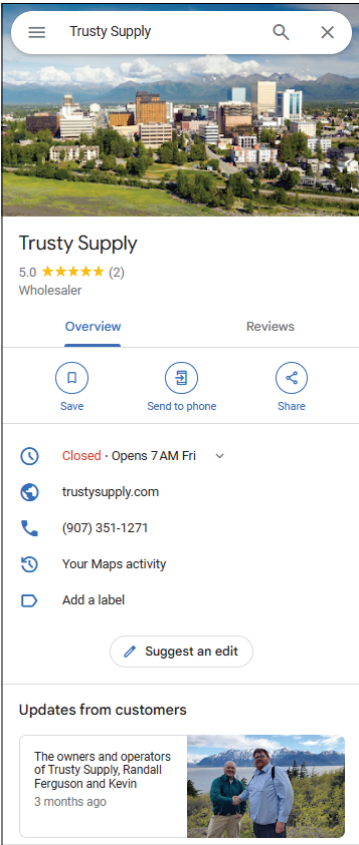 Trusty Supply
Trusty Supply
5.0 ★★★★★ (2)
Wholesaler
Overview
Reviews
Save
Send to phone
Share
Closed · Opens 7 AM Fri
trustysupply.com
(907) 351-1271
Your Maps activity
Add a label
Suggest an edit
Updates from customers
The owners and operators
of Trusty Supply, Randall
Ferguson and Kevin
3 months ago